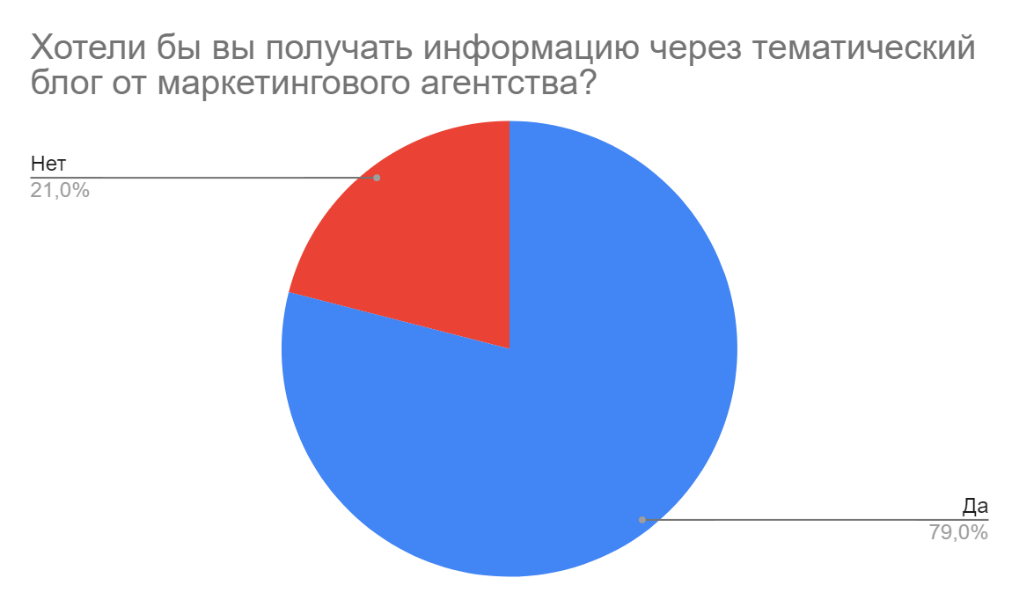 Хотели бы вы получать информацию через тематический
блог от маркетингового агентства?
Нет
21,0%
Да
79,0%